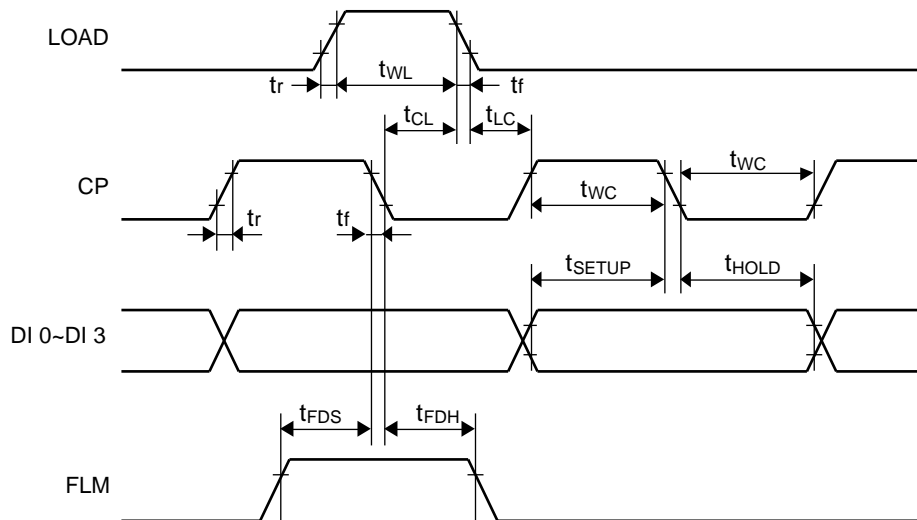 LOAD
tr
tWL
tf
tCL
tLC
CP
tr
tf
tWC
tWC
tSETUP
tHOLD
DI 0~DI 3
tFDS
tFDH
FLM